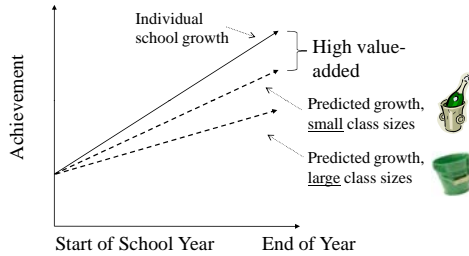 Individual
school growth
High value-
added
Achievement
Predicted growth,
small class sizes
Predicted growth,
large class sizes
Start of School Year
End of Year